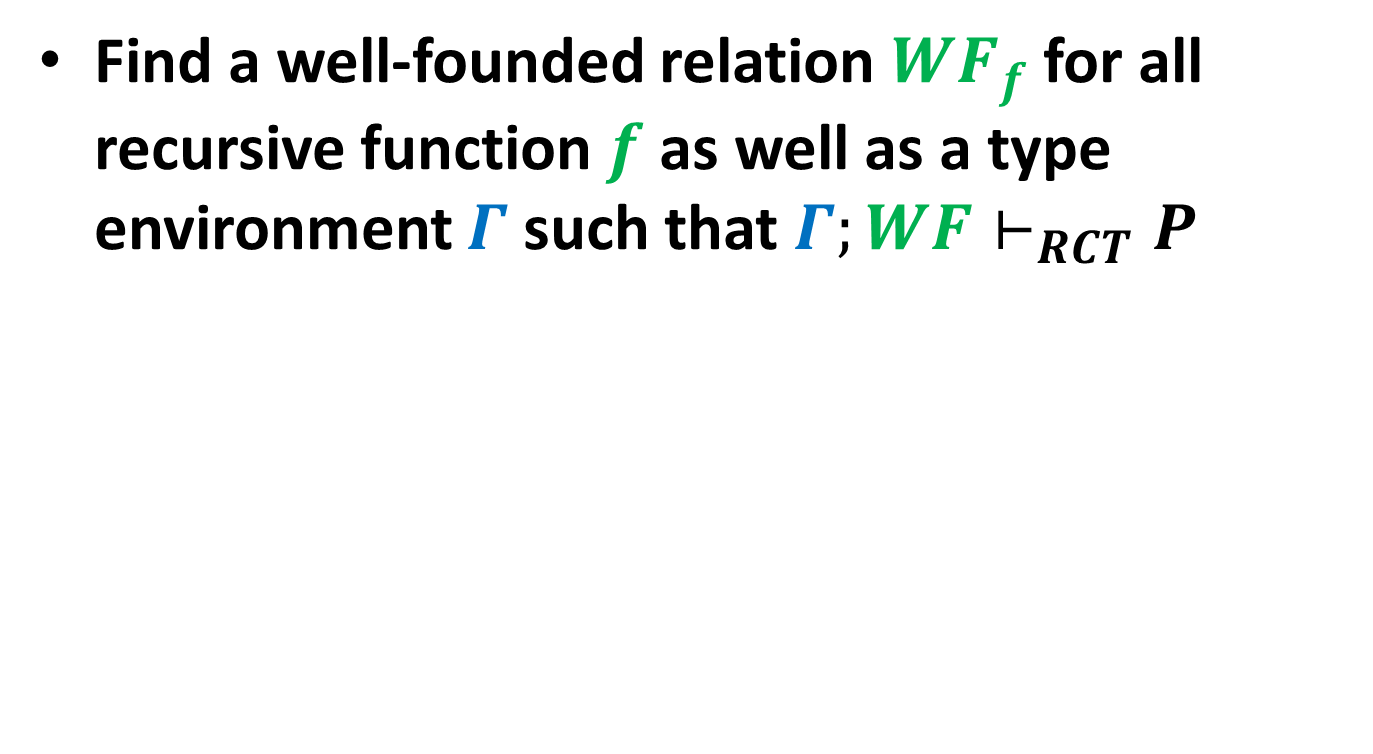 • Find a well-founded relation 𝑾𝑭_𝒇 for all
recursive function 𝒇 as well as a type
environment 𝜞 such that 𝜞; 𝑾𝑭 ⊢_𝑹𝑪𝑻 𝑷